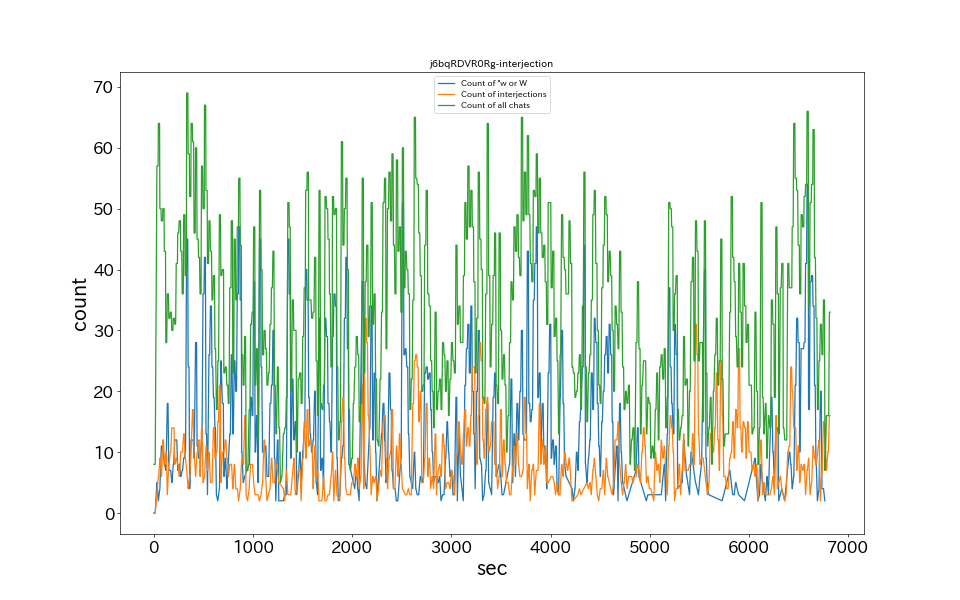 j6bqRDVR0Rg-interjection
Count of "w or W
Count of interjections
Count of all chats
70
60
50
40
30
20
10
0
count
0 1000 2000 3000 4000 5000 6000 7000
sec